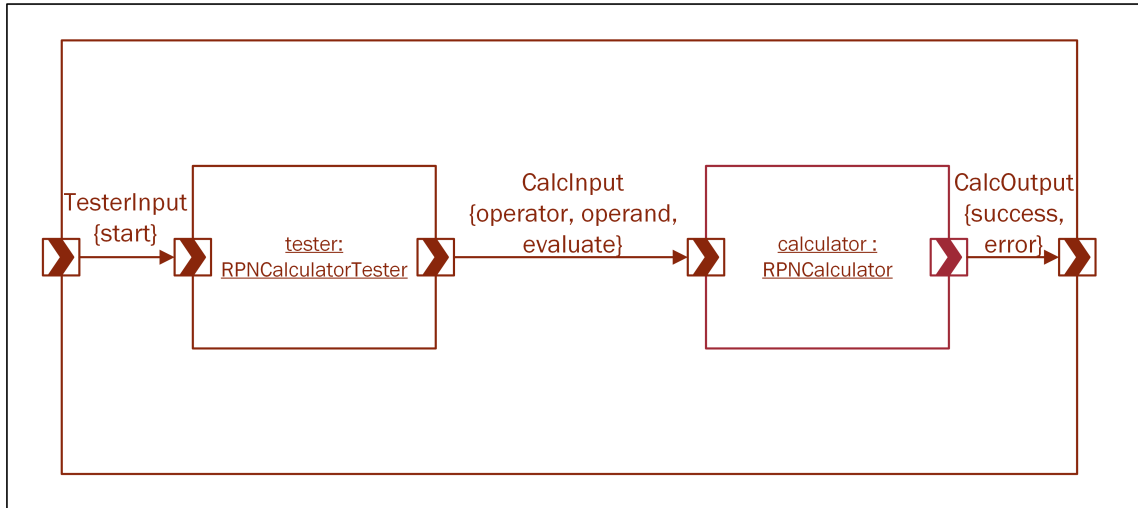 TesterInput
{start}
tester:
RPNCalculatorTester
CalcInput
{operator, operand,
evaluate}
calculator :
RPNCalculator
CalcOutput
{success,
error}